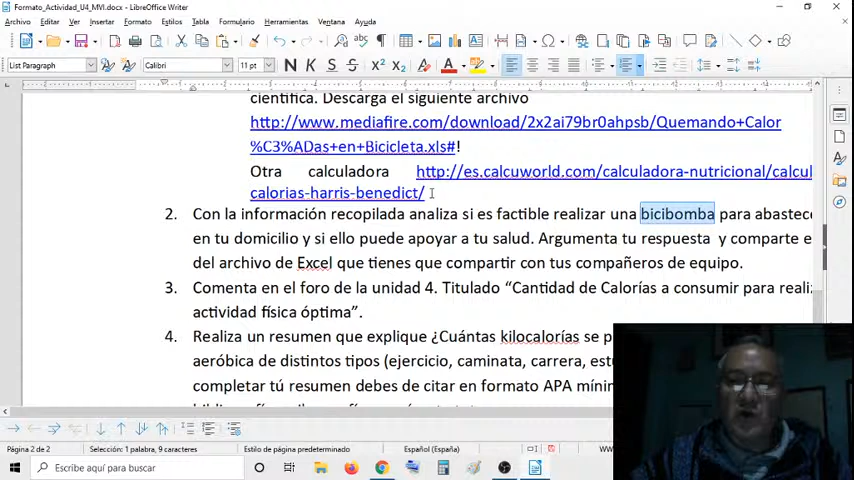 Formato_Actividad_U4_MVI.docx - LibreOffice Writer
Archivo Editar Ver Insertar Formato Estilos Tabla Formulario Herramientas Ventana Ayuda
List Paragraph Calibri 11 pt N K S S X² X₂ A
científica. Descarga el siguiente archivo
http://www.mediafire.com/download/2x2ai79br0ahpsb/Quemando+Calor
%C3%ADas+en+Bicicleta.xls#!
Otra calculadora http://es.calcuworld.com/calculadora-nutricional/calcul
calorias-harris-benedict/
2. Con la información recopilada analiza si es factible realizar una bicibomba para abastec
en tu domicilio y si ello puede apoyar a tu salud. Argumenta tu respuesta y comparte e
del archivo de Excel que tienes que compartir con tus compañeros de equipo.
3. Comenta en el foro de la unidad 4. Titulado “Cantidad de Calorías a consumir para reali
actividad física óptima”.
4. Realiza un resumen que explique ¿Cuántas kilocalorías se p
aeróbica de distintos tipos (ejercicio, caminata, carrera, est
completar tú resumen debes de citar en formato APA mínim
Página 2 de 2 Selección: 1 palabra, 9 caracteres Estilo de página predeterminado Español (España)
Escribe aquí para buscar